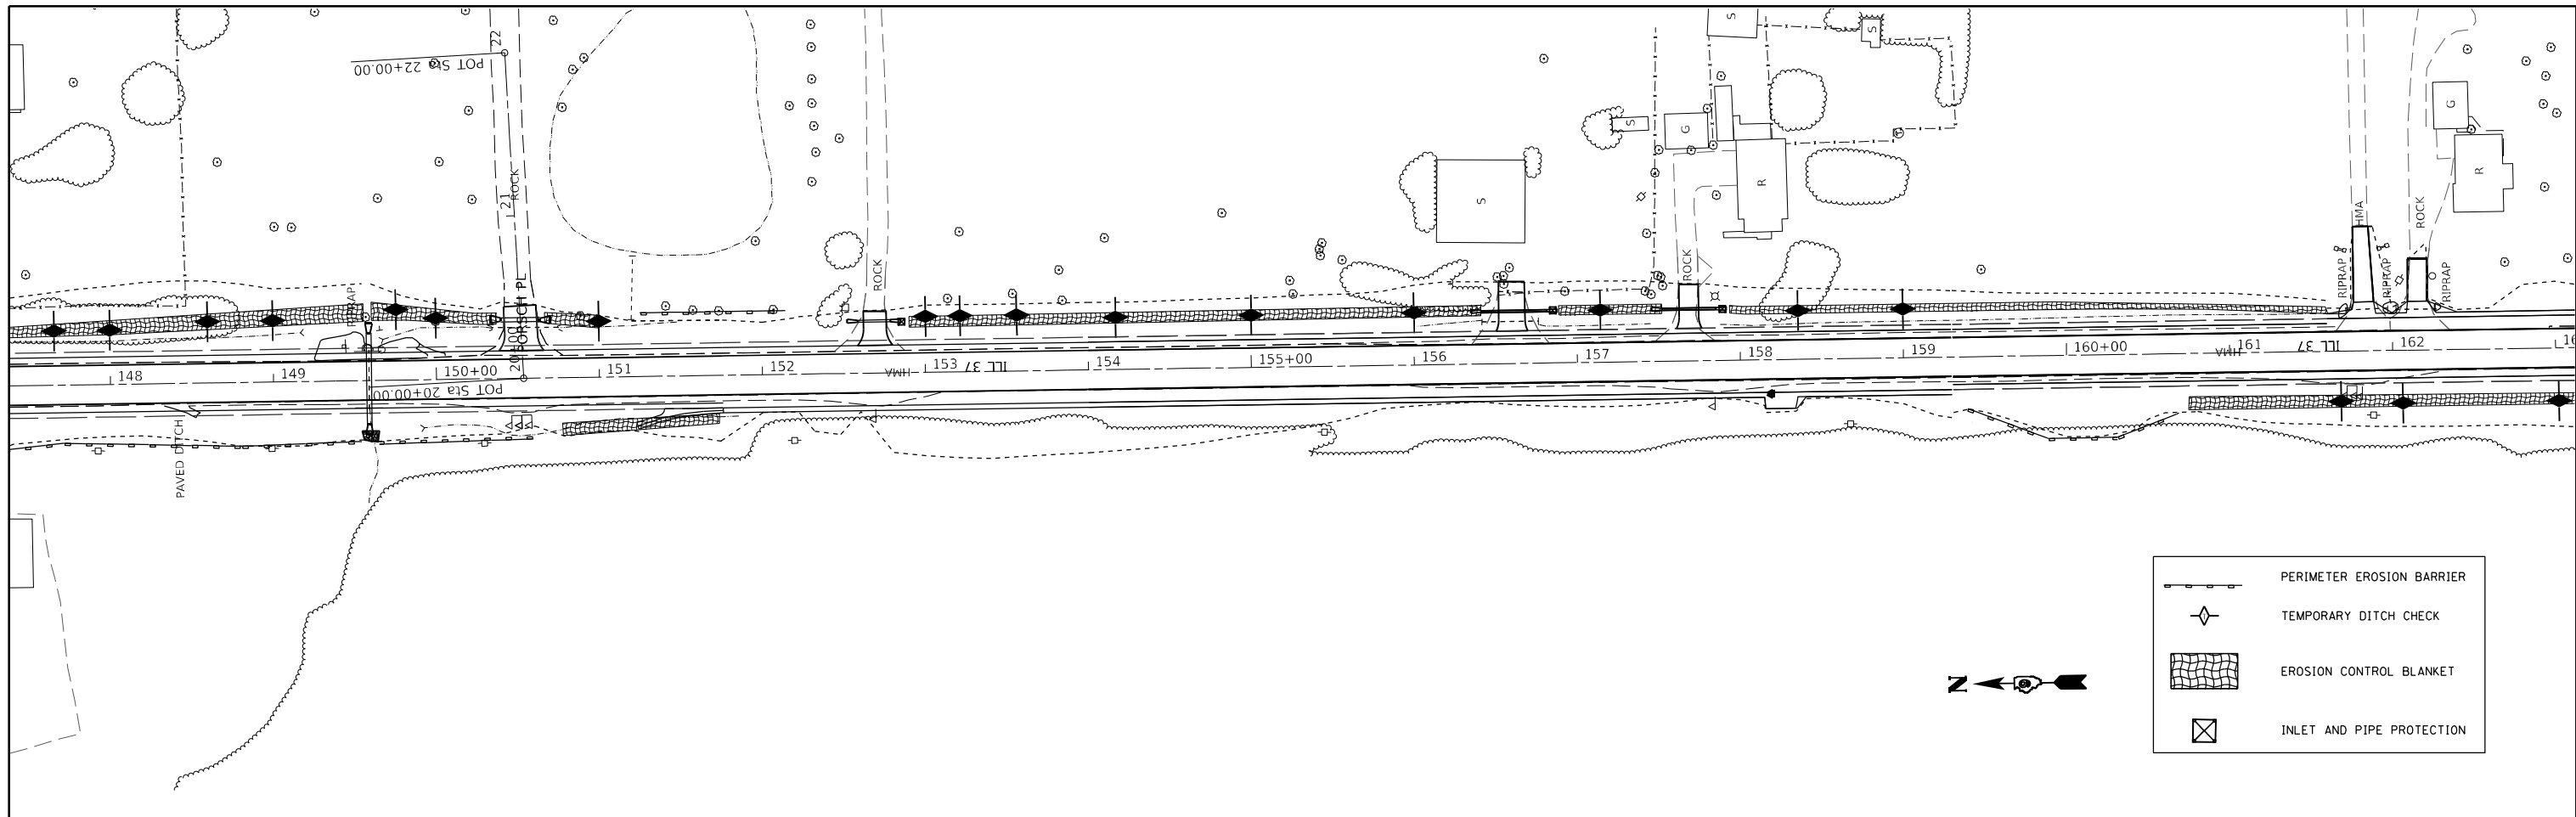 22
POT Sta 22+00.00
S
S
S
G
R
G
R
S
21
ROCK
ROCK
ROCK
HMA
ROCK
RIPRAP
RIPRAP
RIPRAP
RIPRAP
PORSCH PL
20+00
148
149
150+00
151
152
153
154
155+00
156
157
158
159
160+00
161
162
HMA
ILL 37
HMA
ILL 37
POT Sta 20+00.00
PAVED DITCH
PERIMETER EROSION BARRIER
TEMPORARY DITCH CHECK
EROSION CONTROL BLANKET
INLET AND PIPE PROTECTION
N